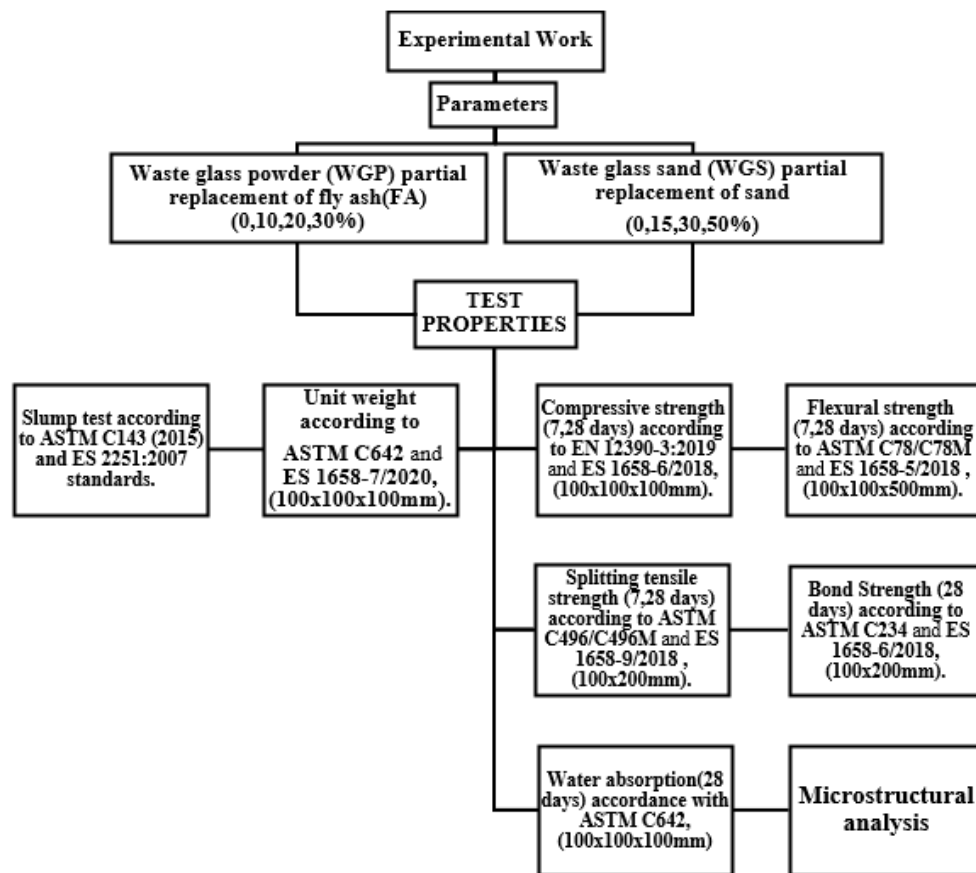 Experimental Work
Parameters
Waste glass powder (WGP) partial
replacement of fly ash(FA)
(0,10,20,30%)
Waste glass sand (WGS) partial
replacement of sand
(0,15,30,50%)
TEST
PROPERTIES
Slump test according
to ASTM C143 (2015)
and ES 2251:2007
standards.
Unit weight
according to
ASTM C642 and
ES 1658-7/2020,
(100x100x100mm).
Compressive strength
(7,28 days) according
to EN 12390-3:2019
and ES 1658-6/2018,
(100x100x100mm).
Flexural strength
(7,28 days) according
to ASTM C78/C78M
and ES 1658-5/2018 ,
(100x100x500mm).
Splitting tensile
strength (7,28 days)
according to ASTM
C496/C496M and ES
1658-9/2018 ,
(100x200mm).
Bond Strength (28
days) according to
ASTM C234 and ES
1658-6/2018,
(100x200mm).
Water absorption(28
days) accordance with
ASTM C642,
(100x100x100mm)
Microstructural
analysis